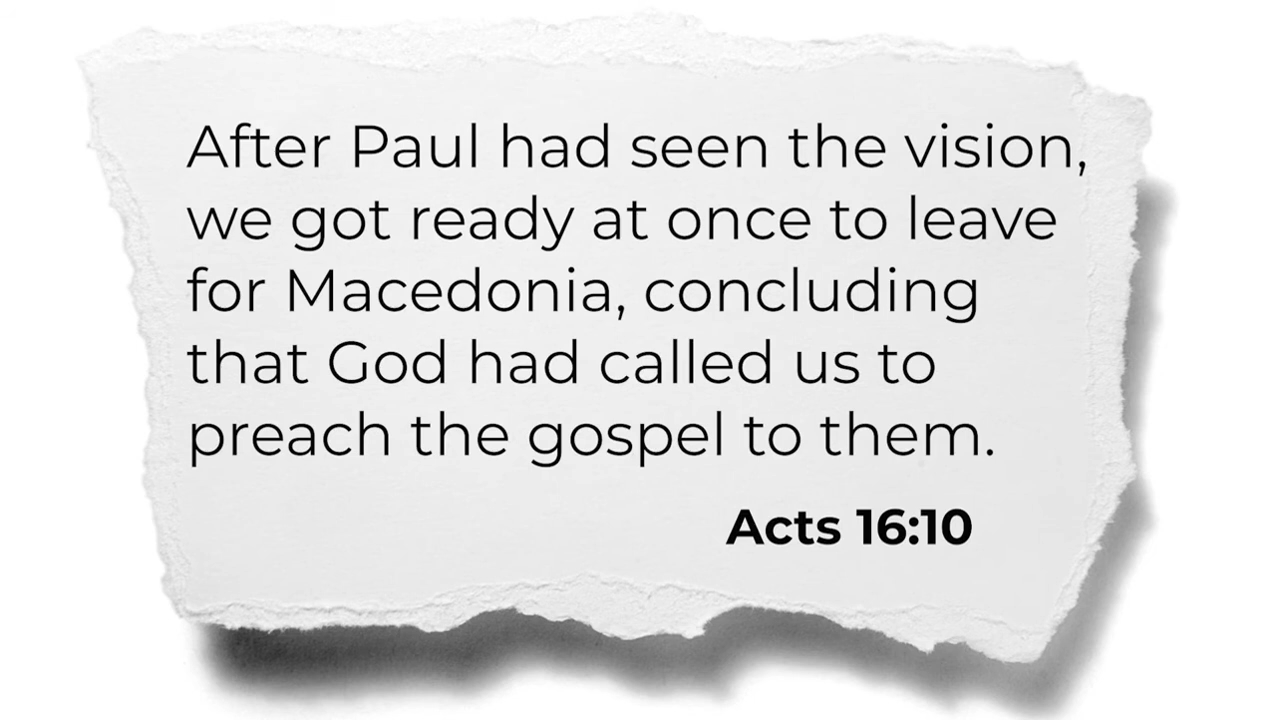 After Paul had seen the vision,
we got ready at once to leave
for Macedonia, concluding
that God had called us to
preach the gospel to them.
Acts 16:10